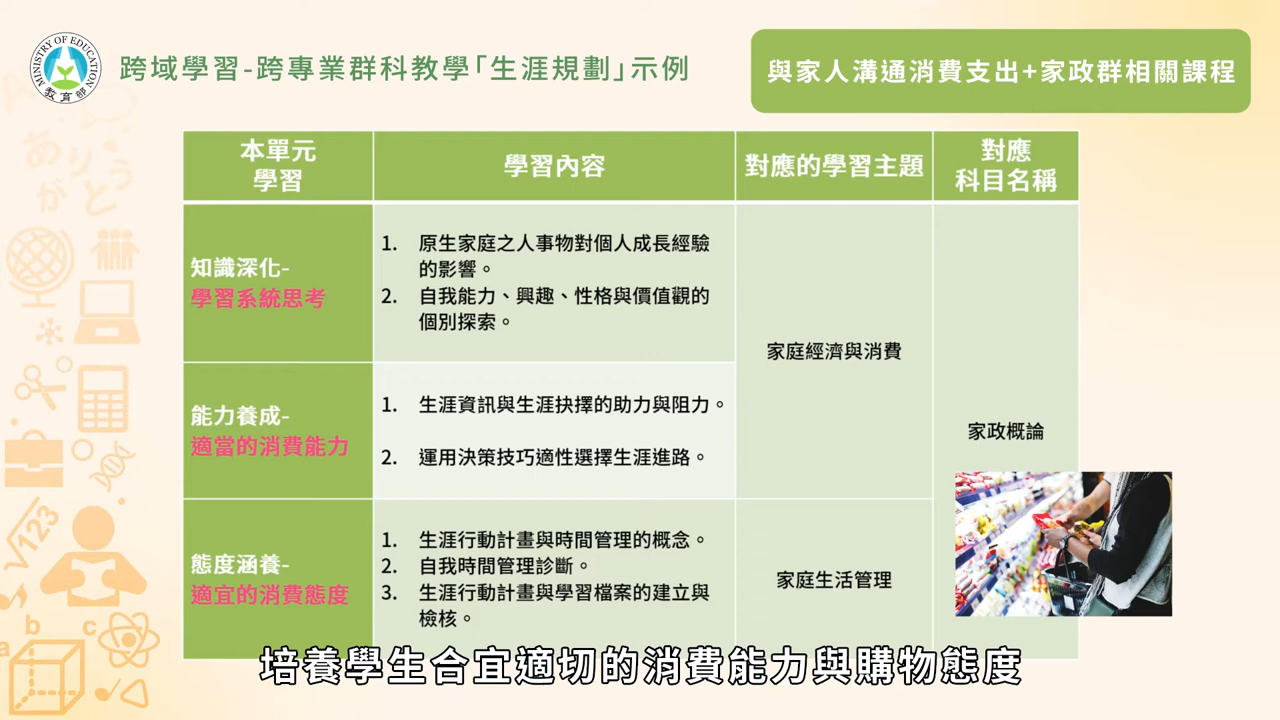 MINISTRY OF EDUCATION
教育部
跨域學習-跨專業群科教學「生涯規劃」示例
與家人溝通消費支出+家政群相關課程
本單元
學習
學習內容
對應的學習主題
對應
科目名稱
知識深化-
學習系統思考
1. 原生家庭之人事物對個人成長經驗
的影響。
2. 自我能力、興趣、性格與價值觀的
個別探索。
家庭經濟與消費
家政概論
能力養成-
適當的消費能力
1. 生涯資訊與生涯抉擇的助力與阻力。
2. 運用決策技巧適性選擇生涯進路。
態度涵養-
適宜的消費態度
1. 生涯行動計畫與時間管理的概念。
2. 自我時間管理診斷。
3. 生涯行動計畫與學習檔案的建立與
檢核。
家庭生活管理
培養學生合宜適切的消費能力與購物態度
あ
り
が
と
う
√123
a
b
c